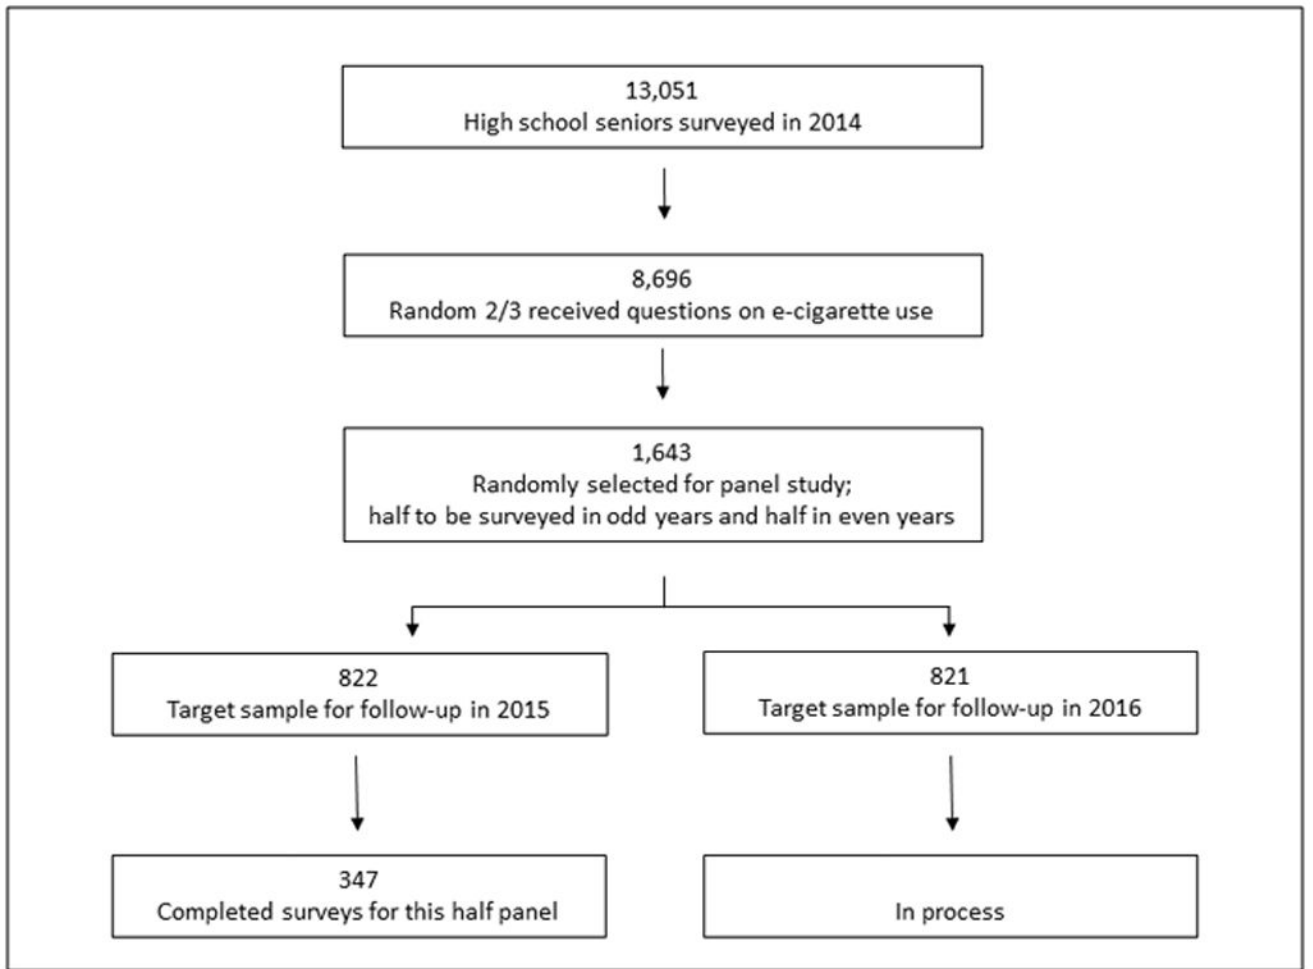 13,051
High school seniors surveyed in 2014
8,696
Random 2/3 received questions on e-cigarette use
1,643
Randomly selected for panel study;
half to be surveyed in odd years and half in even years
822
Target sample for follow-up in 2015
821
Target sample for follow-up in 2016
347
Completed surveys for this half panel
In process